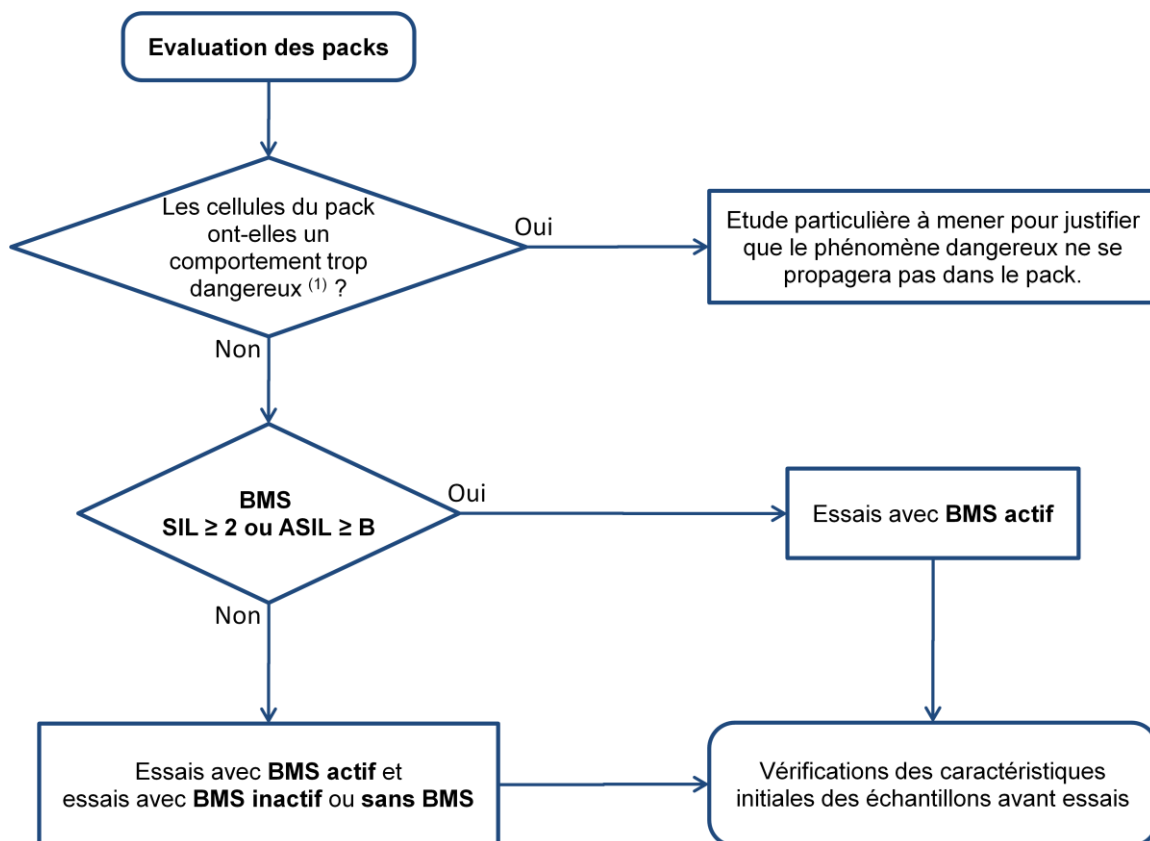 Evaluation des packs
Les cellules du pack
ont-elles un
comportement trop
dangereux (1) ?
Oui
Etude particulière à mener pour justifier
que le phénomène dangereux ne se
propagera pas dans le pack.
Non
BMS
SIL ≥ 2 ou ASIL ≥ B
Oui
Essais avec BMS actif
Non
Essais avec BMS actif et
essais avec BMS inactif ou sans BMS
Vérifications des caractéristiques
initiales des échantillons avant essais